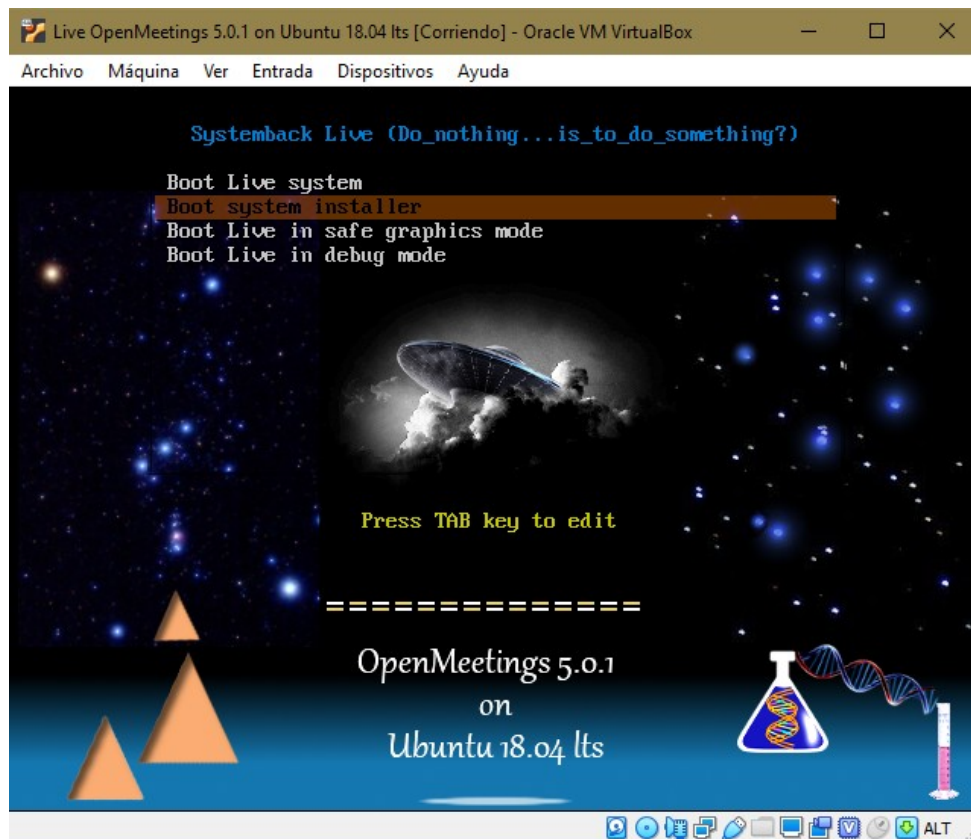 Live OpenMeetings 5.0.1 on Ubuntu 18.04 lts [Corriendo] - Oracle VM VirtualBox
Archivo Máquina Ver Entrada Dispositivos Ayuda
Systemback Live (Do_nothing...is_to_do_something?)
Boot Live system
Boot system installer
Boot Live in safe graphics mode
Boot Live in debug mode
Press TAB key to edit
==============
OpenMeetings 5.0.1
on
Ubuntu 18.04 lts
ALT